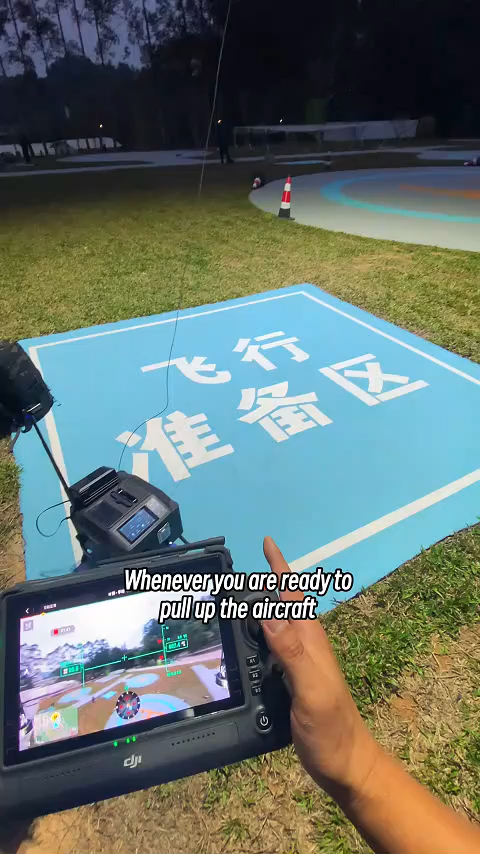 飞行
准备区
Whenever you are ready to
pull up the aircraft
dji